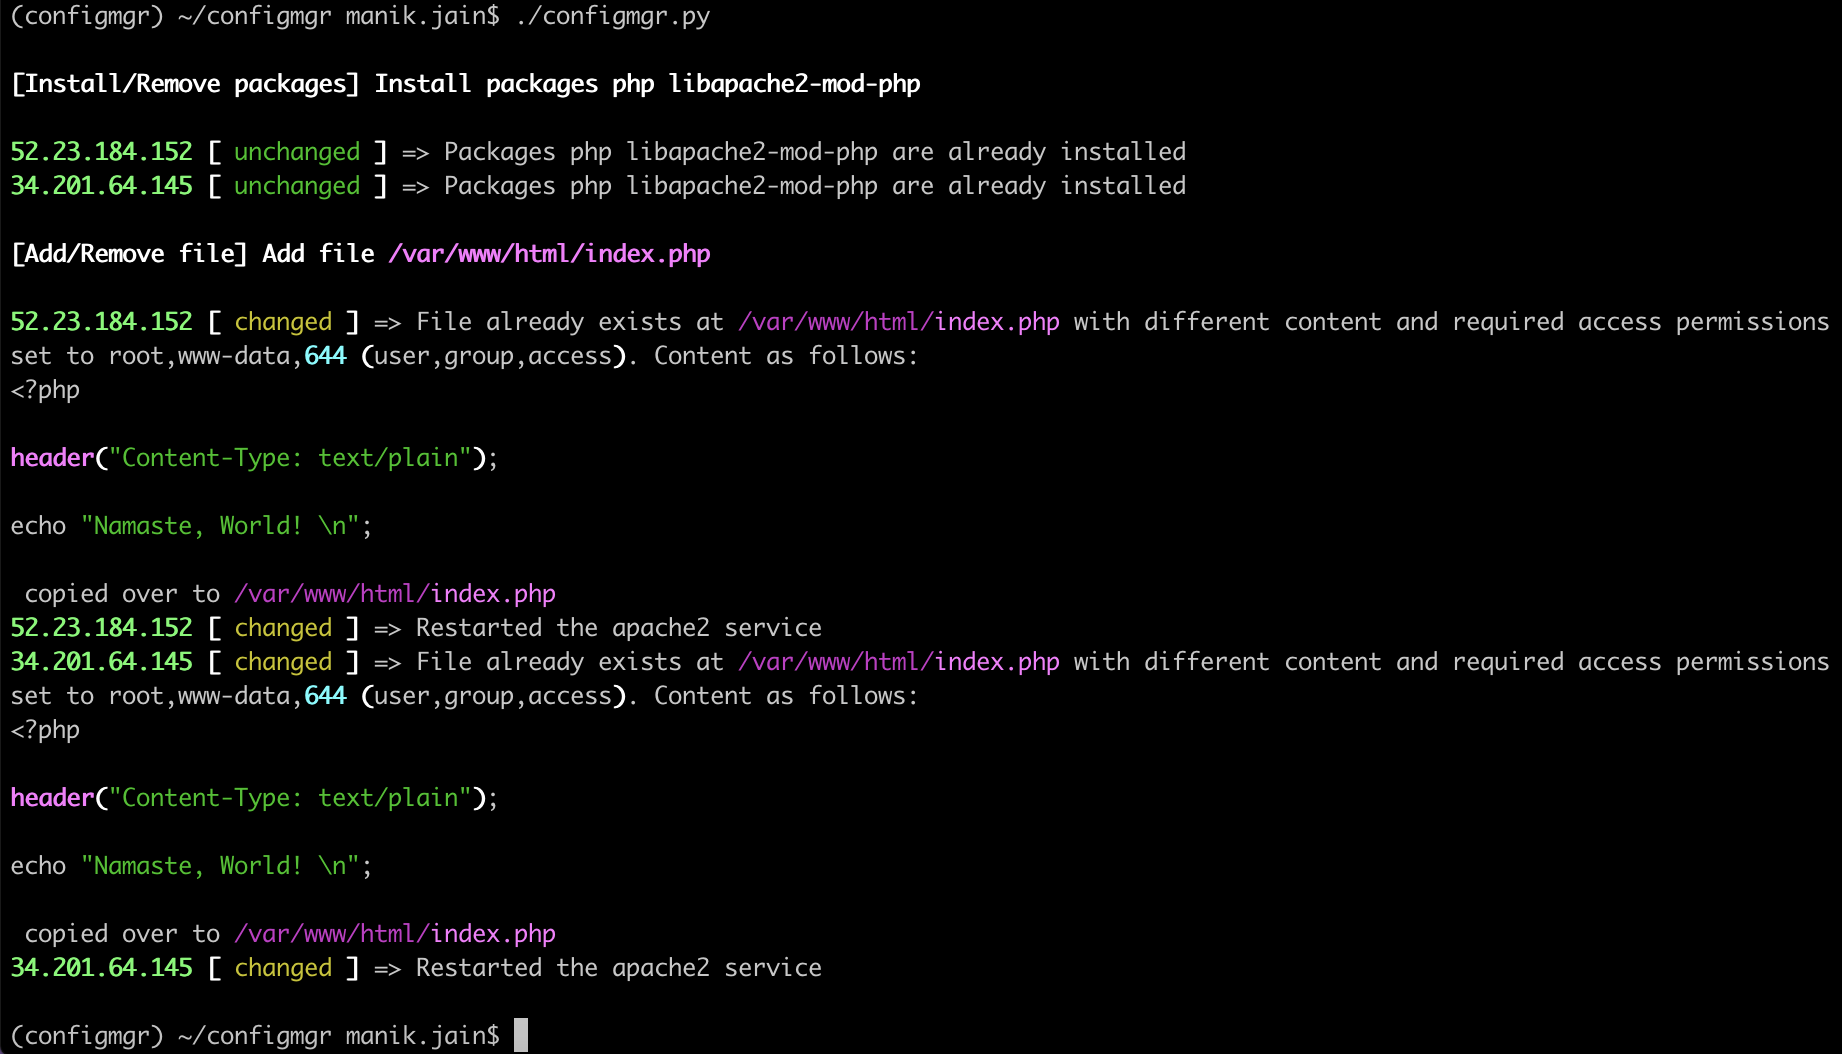 (configmgr) ~/configmgr manik.jain$ ./configmgr.py
[Install/Remove packages] Install packages php libapache2-mod-php
52.23.184.152 [ unchanged ] => Packages php libapache2-mod-php are already installed
34.201.64.145 [ unchanged ] => Packages php libapache2-mod-php are already installed
[Add/Remove file] Add file /var/www/html/index.php
52.23.184.152 [ changed ] => File already exists at /var/www/html/index.php with different content and required access permissions
set to root,www-data,644 (user,group,access). Content as follows:
<?php
header("Content-Type: text/plain");
echo "Namaste, World! \n";
 copied over to /var/www/html/index.php
52.23.184.152 [ changed ] => Restarted the apache2 service
34.201.64.145 [ changed ] => File already exists at /var/www/html/index.php with different content and required access permissions
set to root,www-data,644 (user,group,access). Content as follows:
<?php
header("Content-Type: text/plain");
echo "Namaste, World! \n";
 copied over to /var/www/html/index.php
34.201.64.145 [ changed ] => Restarted the apache2 service
(configmgr) ~/configmgr manik.jain$